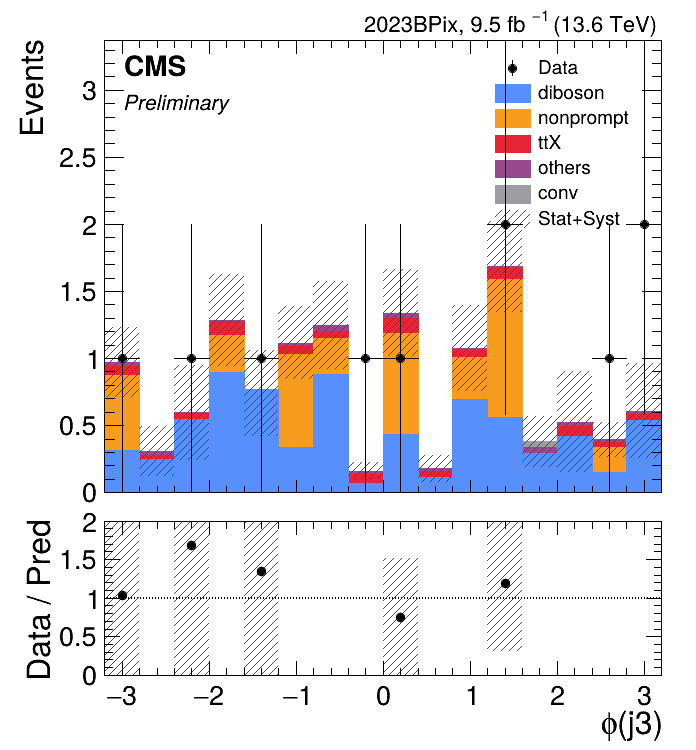 2023BPix, 9.5 fb⁻¹ (13.6 TeV)
CMS
Preliminary
Data
diboson
nonprompt
ttX
others
conv
Stat+Syst
Events
3
2.5
2
1.5
1
0.5
0
Data / Pred
2
1.5
1
0.5
0
−3 −2 −1 0 1 2 3
ϕ(j3)